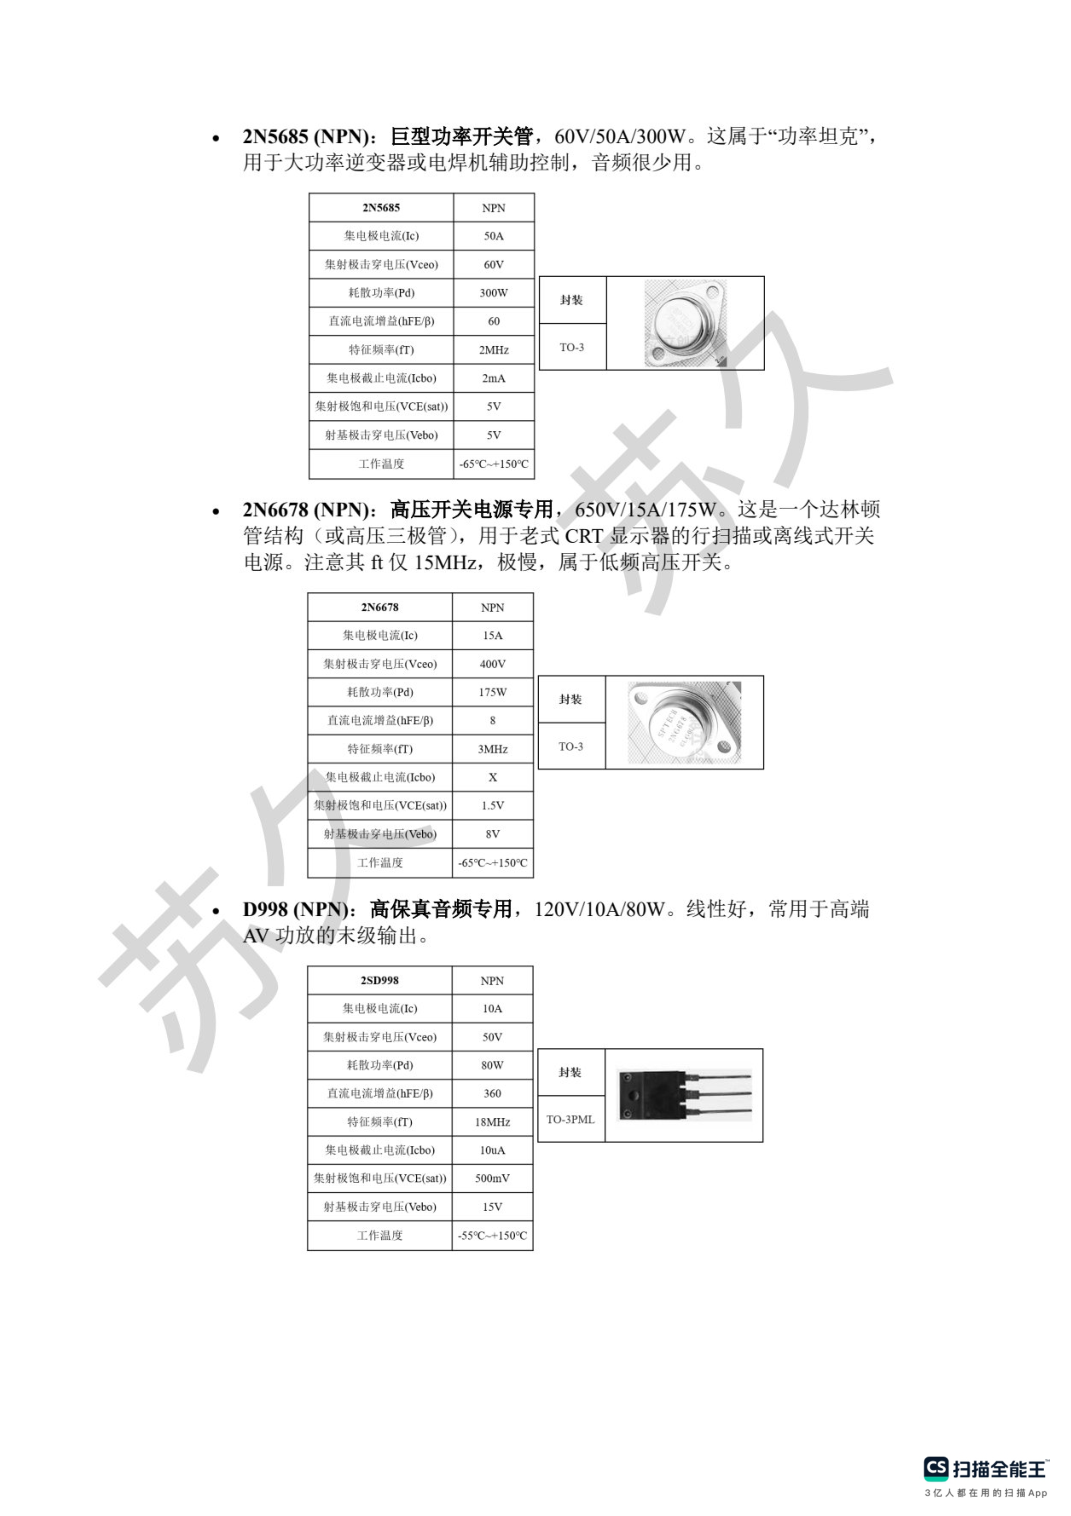 • 2N5685 (NPN)：巨型功率开关管，60V/50A/300W。这属于“功率坦克”，
用于大功率逆变器或电焊机辅助控制，音频很少用。
2N5685 NPN
集电极电流(Ic) 50A
集射极击穿电压(Vceo) 60V
耗散功率(Pd) 300W
直流电流增益(hFE/β) 60
特征频率(fT) 2MHz
集电极截止电流(Icbo) 2mA
集射极饱和电压(VCE(sat)) 5V
射基极击穿电压(Vebo) 5V
工作温度 -65℃~+150℃
封装
TO-3
• 2N6678 (NPN)：高压开关电源专用，650V/15A/175W。这是一个达林顿
管结构（或高压三极管），用于老式 CRT 显示器的行扫描或离线式开关
电源。注意其 ft 仅 15MHz，极慢，属于低频高压开关。
2N6678 NPN
集电极电流(Ic) 15A
集射极击穿电压(Vceo) 400V
耗散功率(Pd) 175W
直流电流增益(hFE/β) 8
特征频率(fT) 3MHz
集电极截止电流(Icbo) X
集射极饱和电压(VCE(sat)) 1.5V
射基极击穿电压(Vebo) 8V
工作温度 -65℃~+150℃
封装
TO-3
• D998 (NPN)：高保真音频专用，120V/10A/80W。线性好，常用于高端
AV 功放的末级输出。
2SD998 NPN
集电极电流(Ic) 10A
集射极击穿电压(Vceo) 50V
耗散功率(Pd) 80W
直流电流增益(hFE/β) 360
特征频率(fT) 18MHz
集电极截止电流(Icbo) 10uA
集射极饱和电压(VCE(sat)) 500mV
射基极击穿电压(Vebo) 15V
工作温度 -55℃~+150℃
封装
TO-3PML
苏久
苏久
CS 扫描全能王
3亿人都在用的扫描App